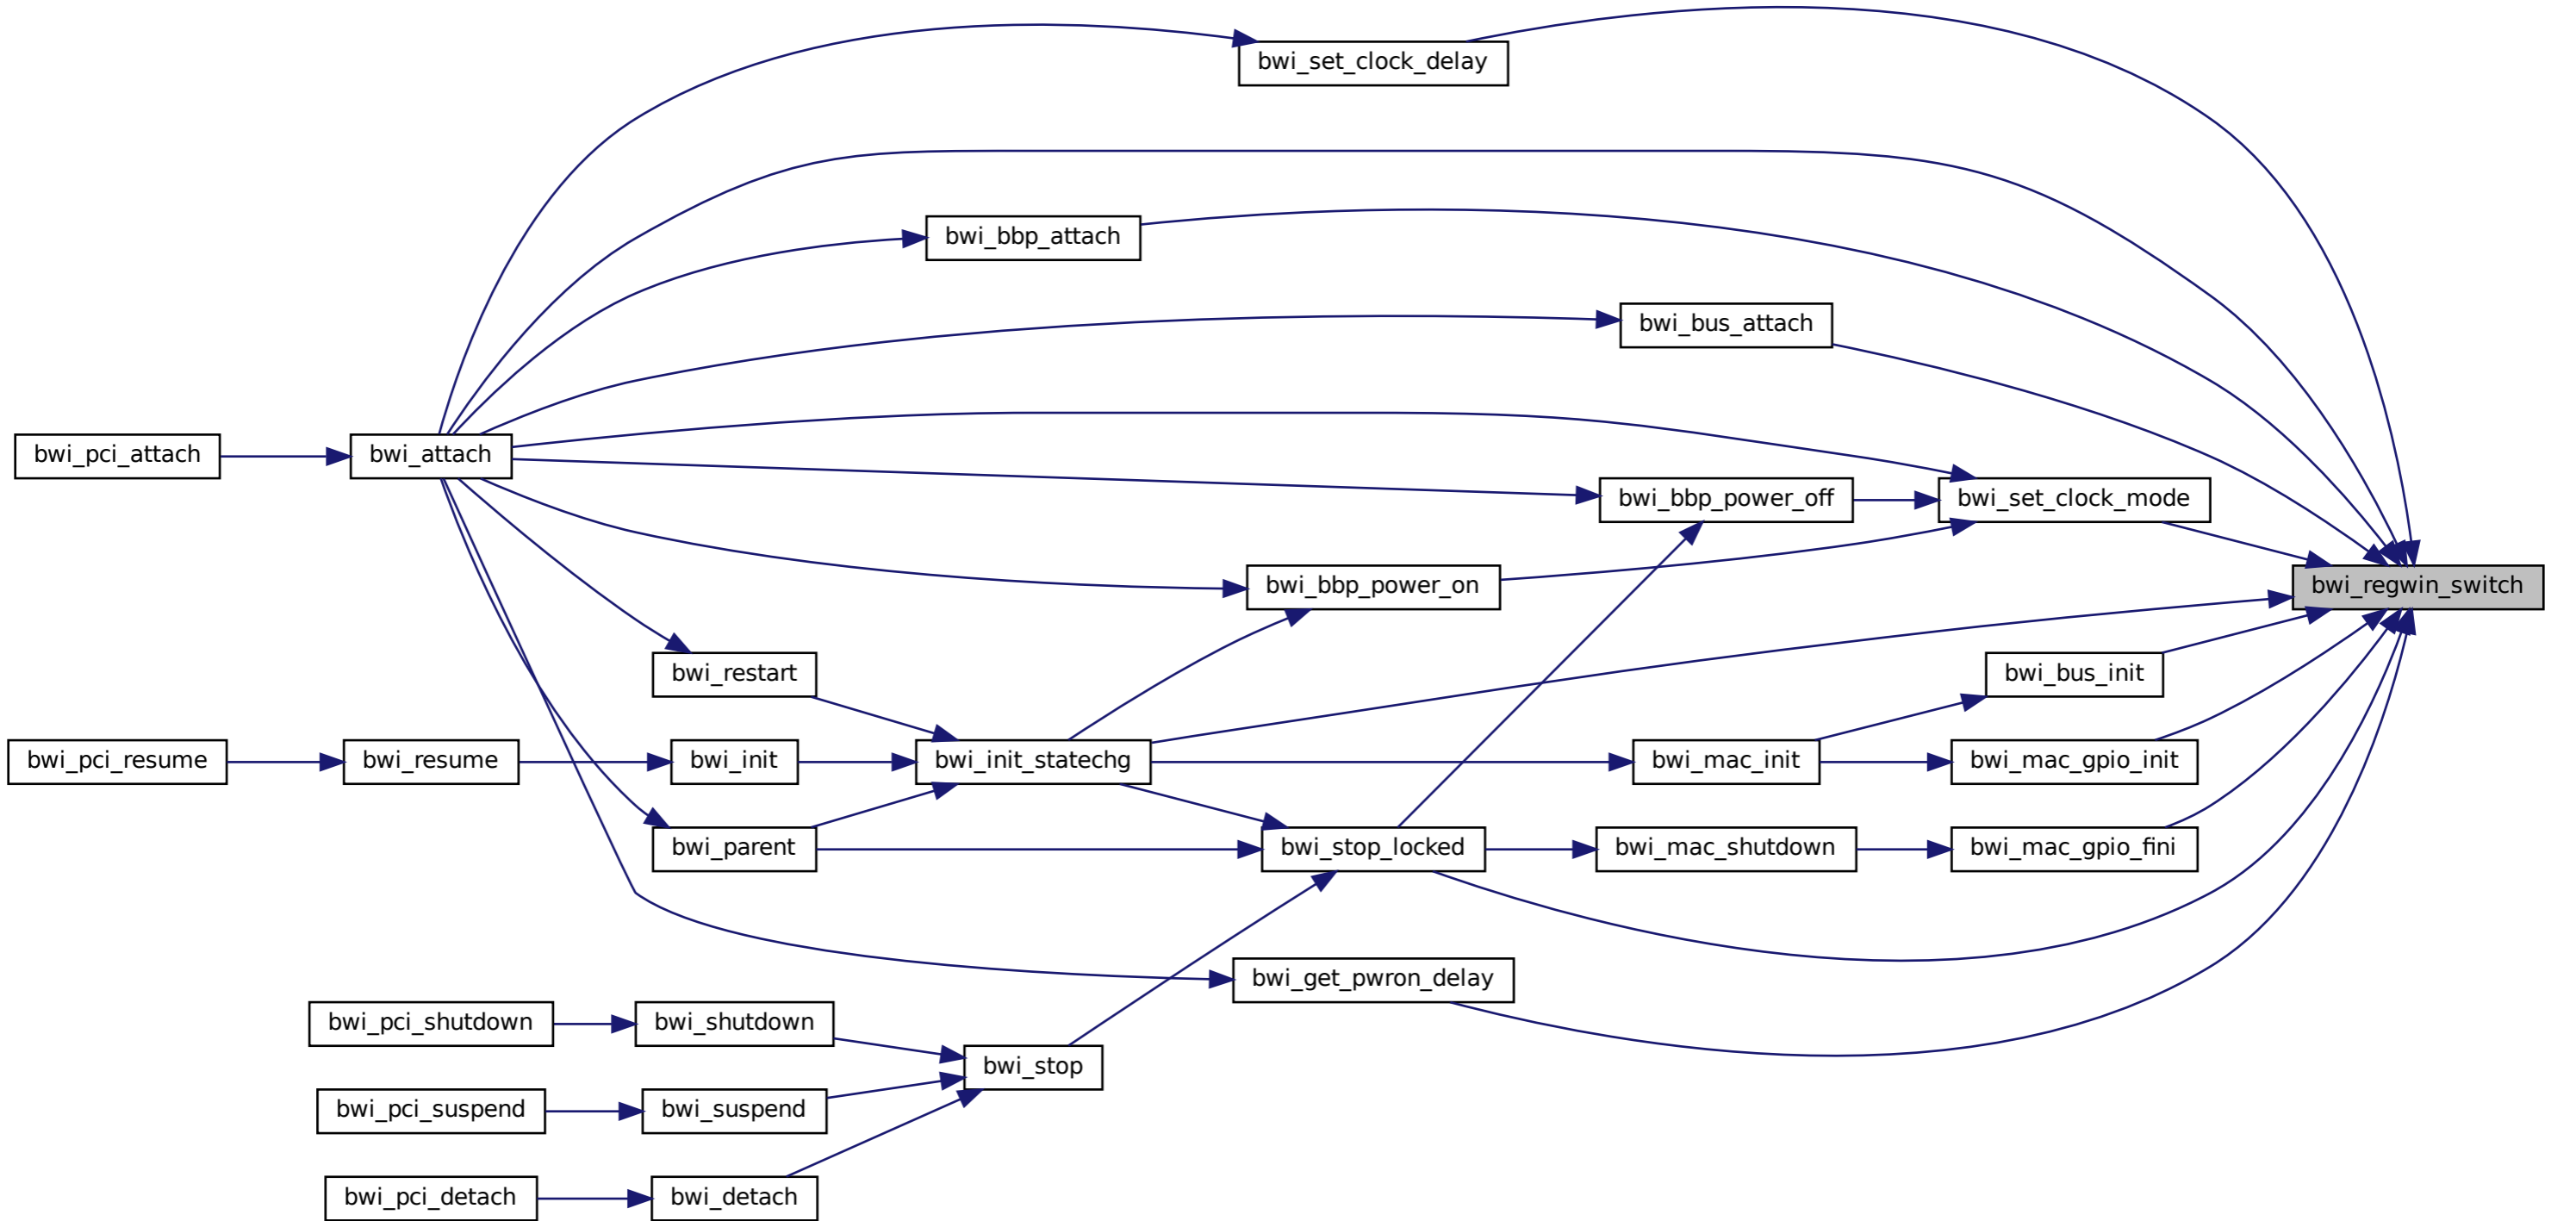 bwi_set_clock_delay
bwi_bbp_attach
bwi_bus_attach
bwi_pci_attach
bwi_attach
bwi_bbp_power_off
bwi_set_clock_mode
bwi_bbp_power_on
bwi_regwin_switch
bwi_restart
bwi_bus_init
bwi_pci_resume
bwi_resume
bwi_init
bwi_init_statechg
bwi_mac_init
bwi_mac_gpio_init
bwi_parent
bwi_stop_locked
bwi_mac_shutdown
bwi_mac_gpio_fini
bwi_get_pwron_delay
bwi_pci_shutdown
bwi_shutdown
bwi_stop
bwi_pci_suspend
bwi_suspend
bwi_pci_detach
bwi_detach